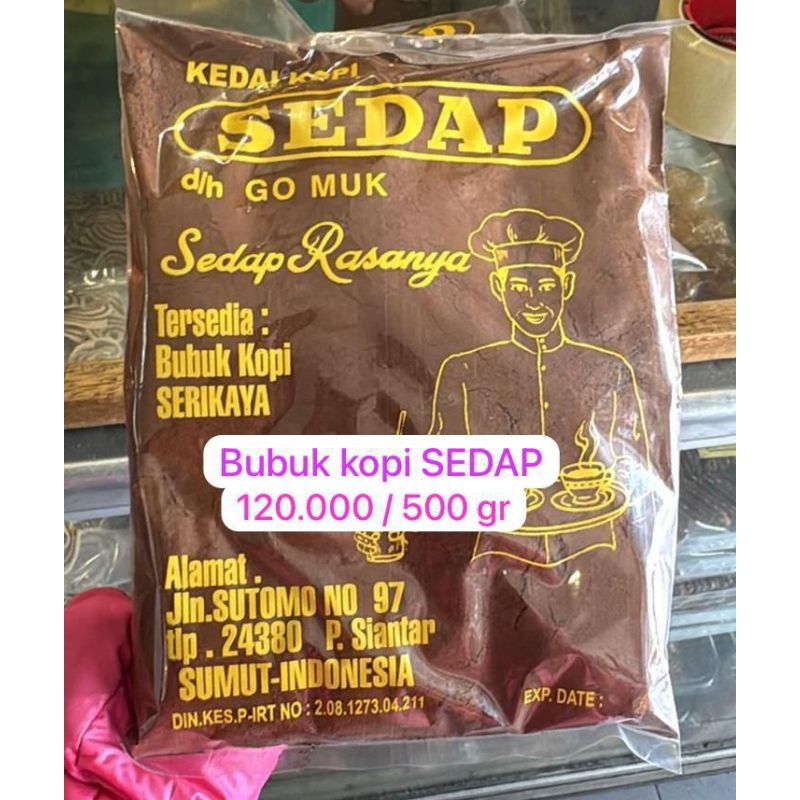 KEDAI KOPI
SEDAP
d/h GO MUK
Sedap Rasanya
Tersedia :
Bubuk Kopi
SERIKAYA
Bubuk kopi SEDAP
120.000 / 500 gr
Alamat .
Jln.SUTOMO NO 97
tlp . 24380 P. Siantar
SUMUT-INDONESIA
DIN.KES.P-IRT NO : 2.08.1273.04.211
EXP. DATE :